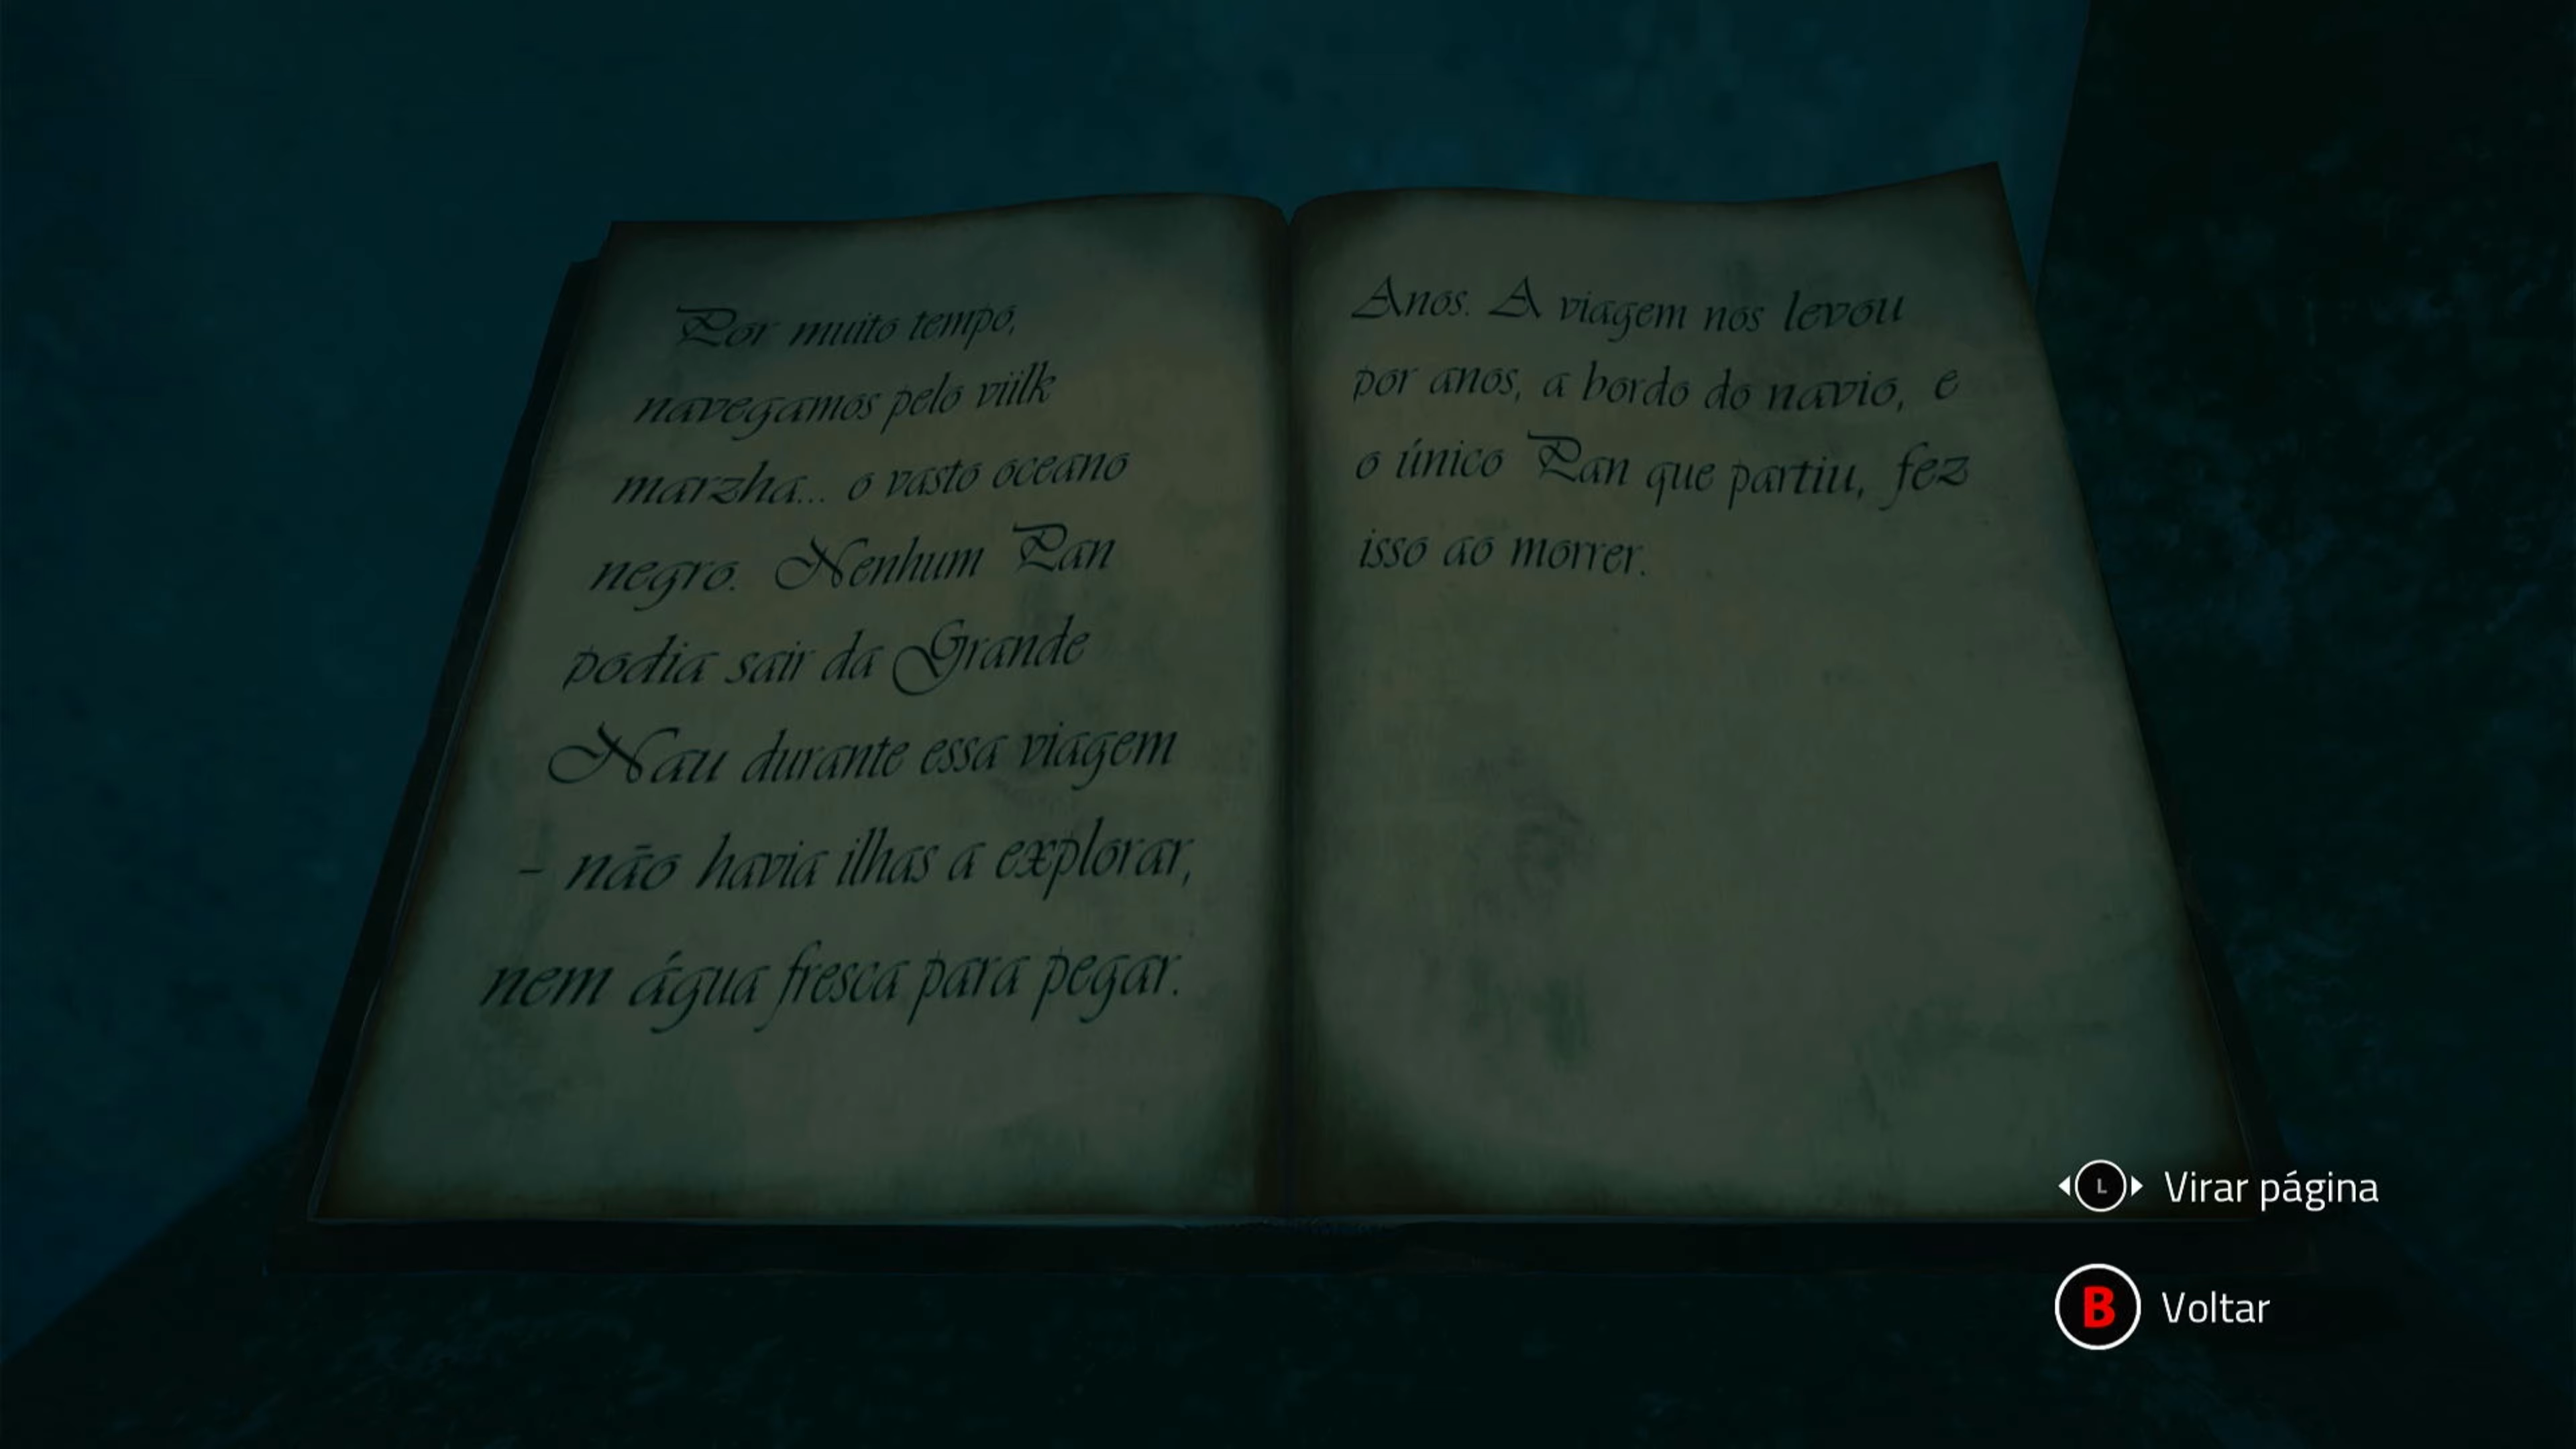 Por muito tempo,
navegamos pelo viilk
marzha... o vasto oceano
negro. Nenhum Pan
podia sair da Grande
Nau durante essa viagem
- não havia ilhas a explorar,
nem água fresca para pegar.
Anos. A viagem nos levou
por anos, a bordo do navio, e
o único Pan que partiu, fez
isso ao morrer.
L Virar página
B Voltar